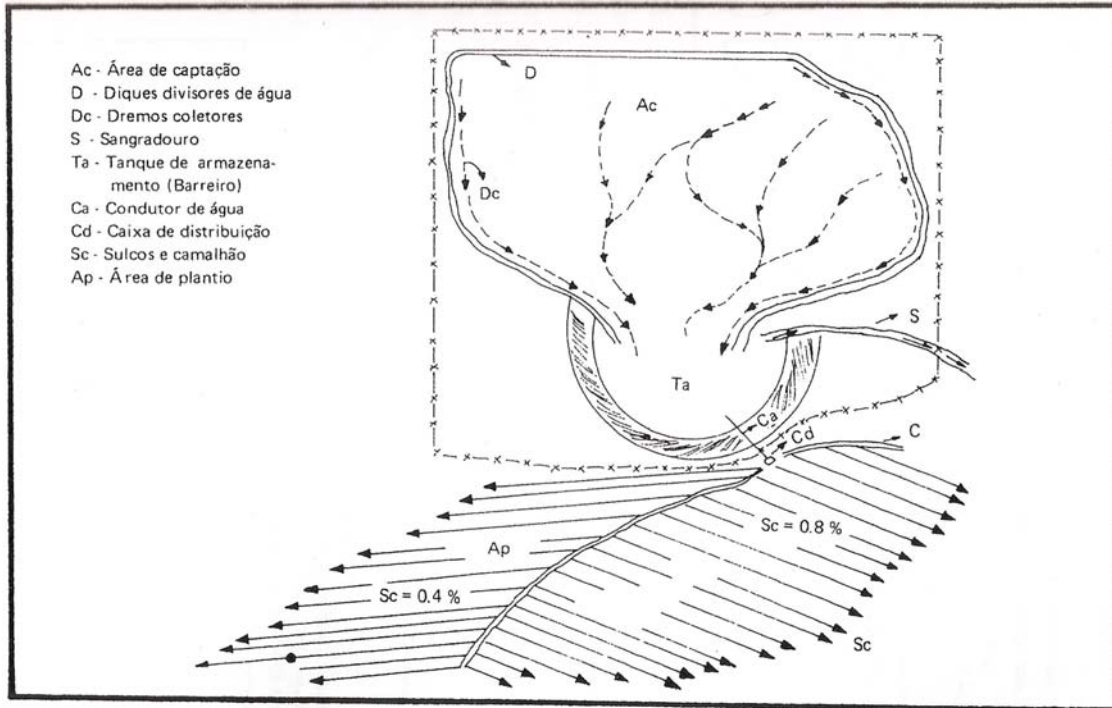 Ac - Área de captação
D - Diques divisores de água
Dc - Dremos coletores
S - Sangradouro
Ta - Tanque de armazena-
mento (Barreiro)
Ca - Condutor de água
Cd - Caixa de distribuição
Sc - Sulcos e camalhão
Ap - Área de plantio
D
Ac
Dc
S
Ta
Ca
Cd
C
Sc = 0.8 %
Ap
Sc = 0.4 %
Sc